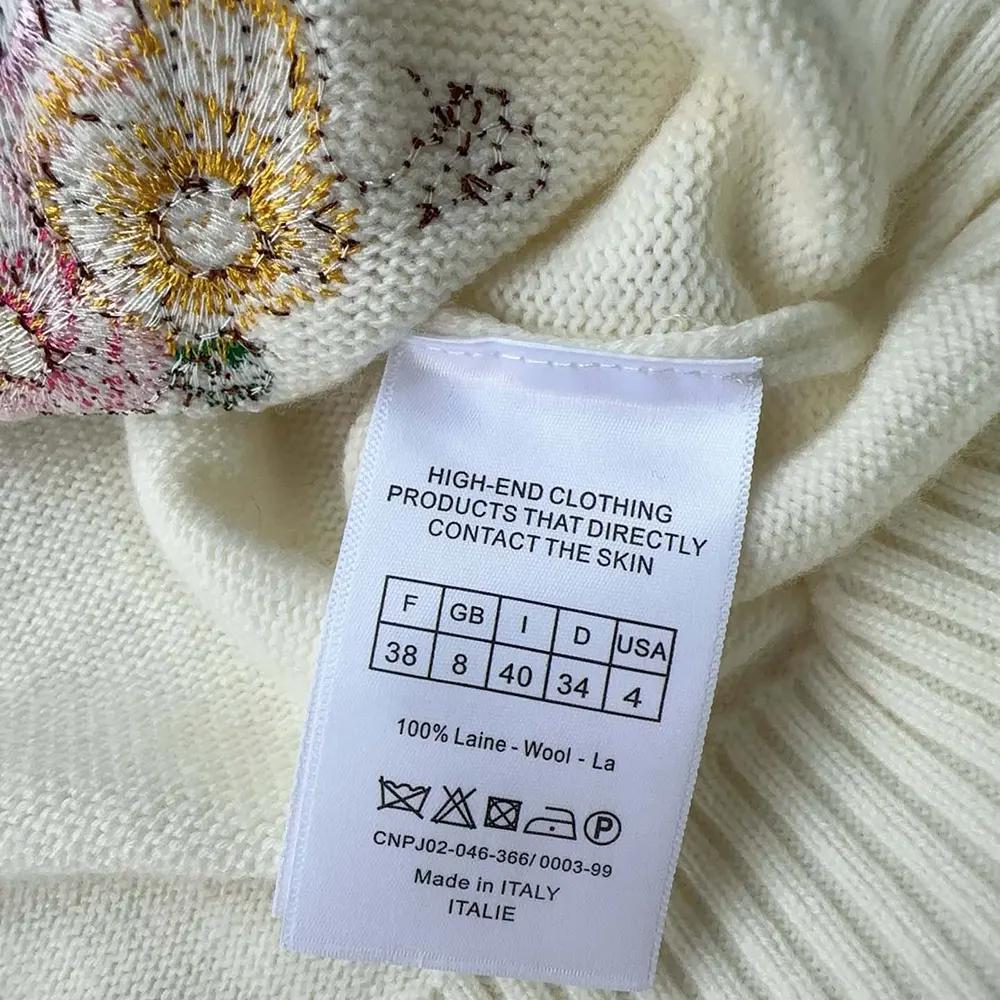 HIGH-END CLOTHING
PRODUCTS THAT DIRECTLY
CONTACT THE SKIN
F GB I D USA
38 8 40 34 4
100% Laine - Wool - La
P
CNPJ02-046-366/ 0003-99
Made in ITALY
ITALIE